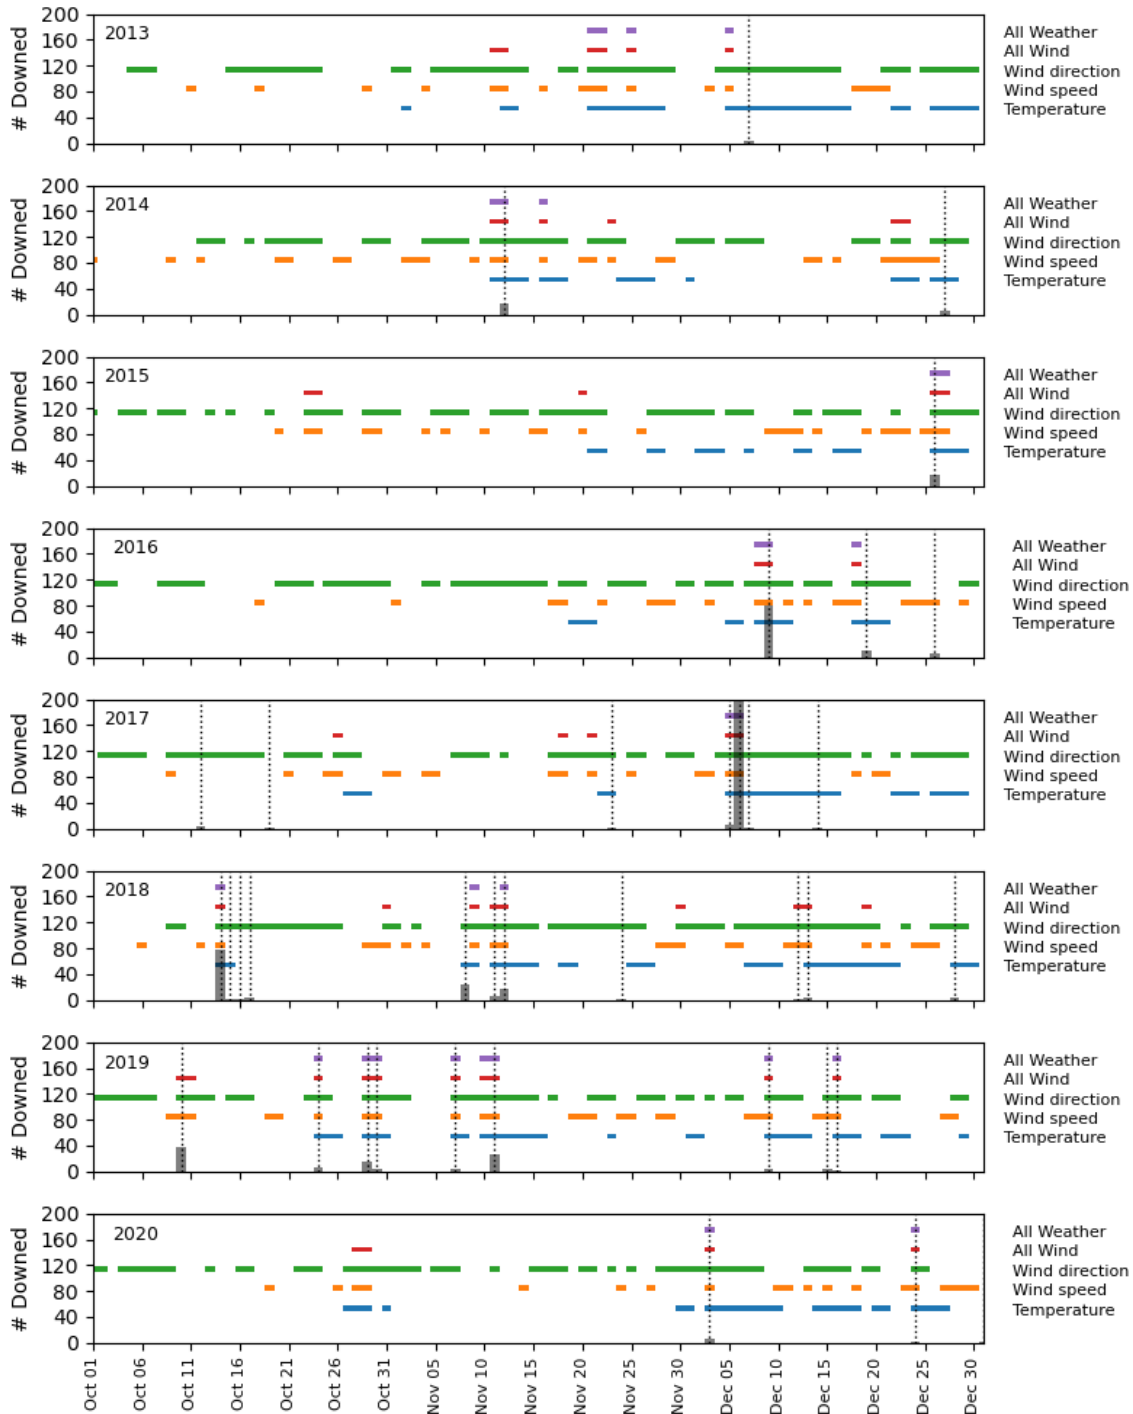 # Downed
200
160
120
80
40
0
2013
All Weather
All Wind
Wind direction
Wind speed
Temperature
# Downed
200
160
120
80
40
0
2014
All Weather
All Wind
Wind direction
Wind speed
Temperature
# Downed
200
160
120
80
40
0
2015
All Weather
All Wind
Wind direction
Wind speed
Temperature
# Downed
200
160
120
80
40
0
2016
All Weather
All Wind
Wind direction
Wind speed
Temperature
# Downed
200
160
120
80
40
0
2017
All Weather
All Wind
Wind direction
Wind speed
Temperature
# Downed
200
160
120
80
40
0
2018
All Weather
All Wind
Wind direction
Wind speed
Temperature
# Downed
200
160
120
80
40
0
2019
All Weather
All Wind
Wind direction
Wind speed
Temperature
# Downed
200
160
120
80
40
0
2020
All Weather
All Wind
Wind direction
Wind speed
Temperature
Oct 01
Oct 06
Oct 11
Oct 16
Oct 21
Oct 26
Oct 31
Nov 05
Nov 10
Nov 15
Nov 20
Nov 25
Nov 30
Dec 05
Dec 10
Dec 15
Dec 20
Dec 25
Dec 30